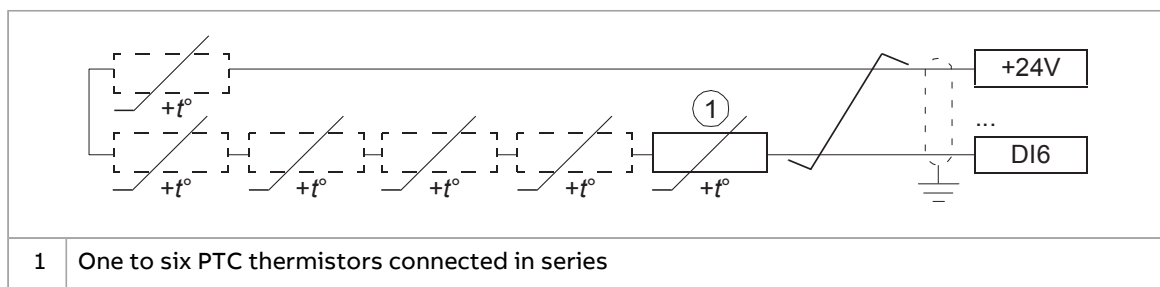 +24V
+t°
1
...
DI6
+t° +t° +t° +t° +t°
1 One to six PTC thermistors connected in series